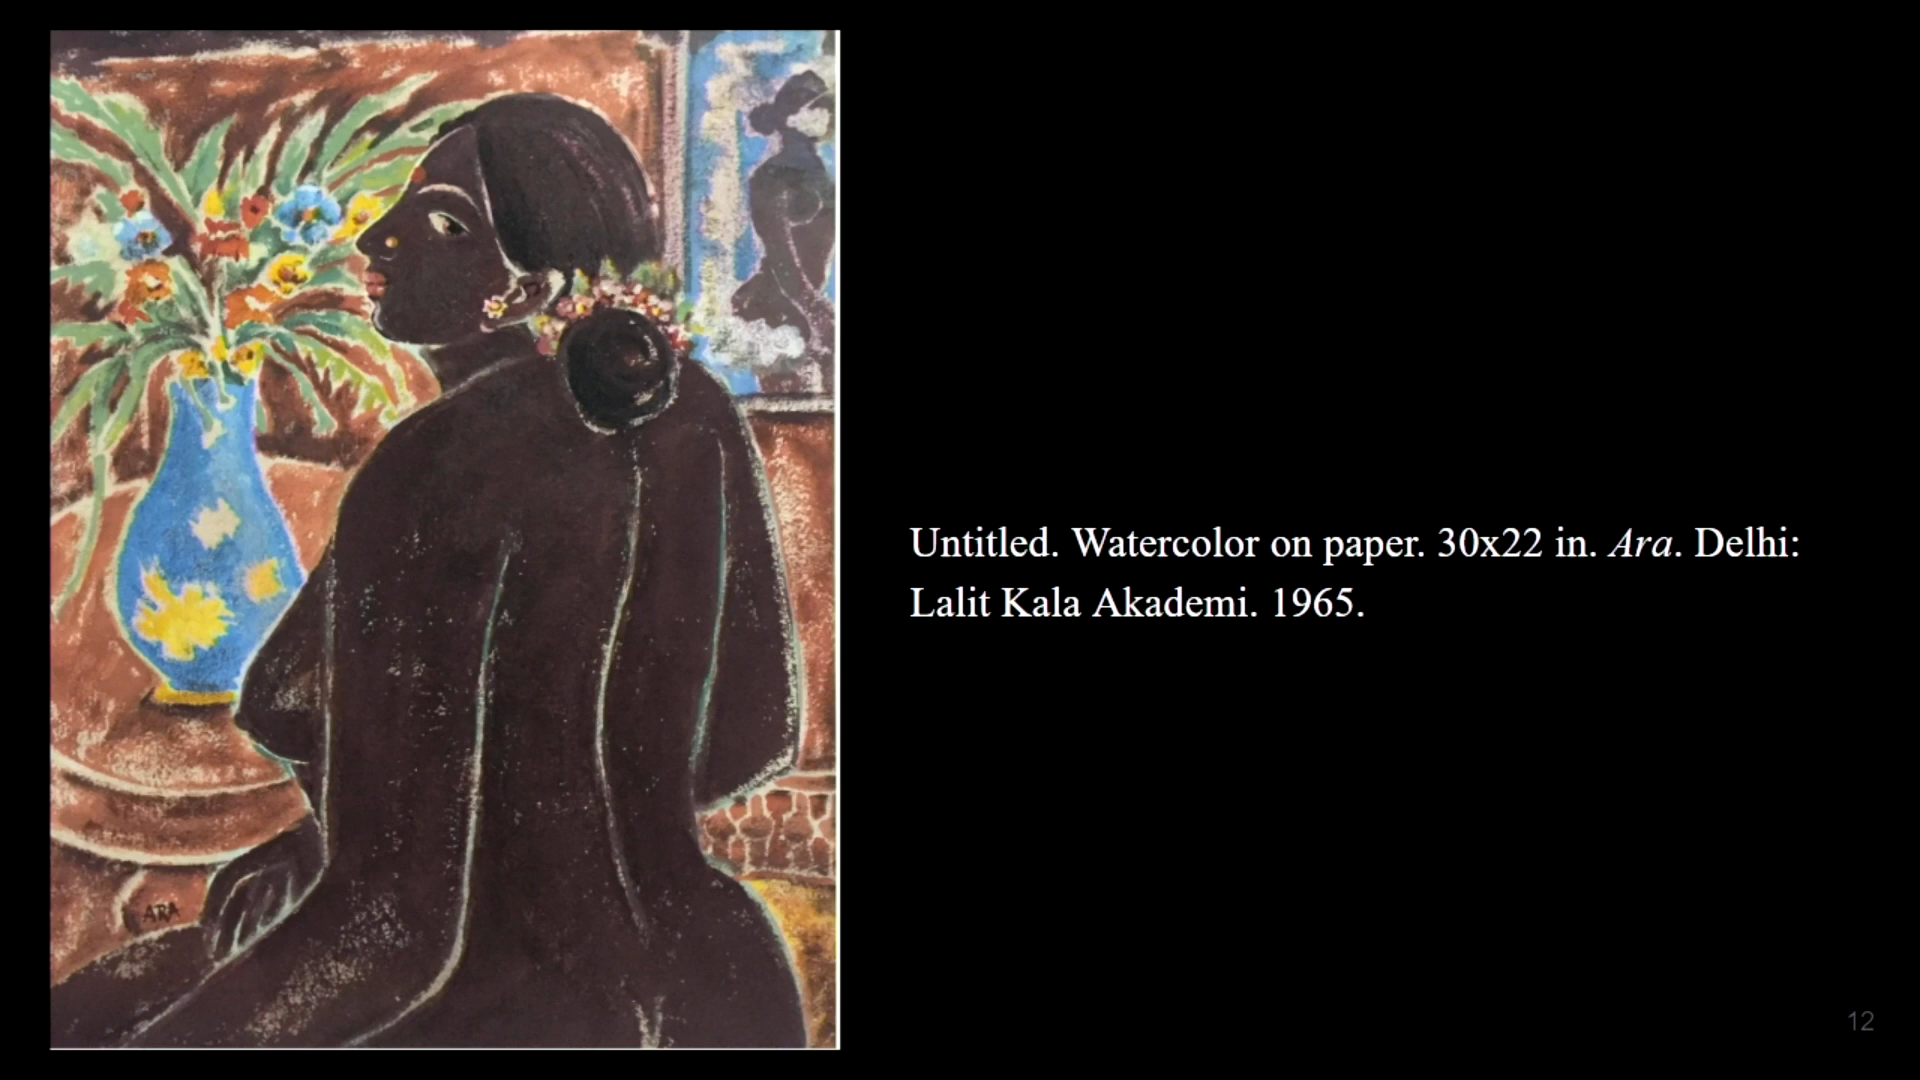 ARA
Untitled. Watercolor on paper. 30x22 in. Ara. Delhi:
Lalit Kala Akademi. 1965.
12